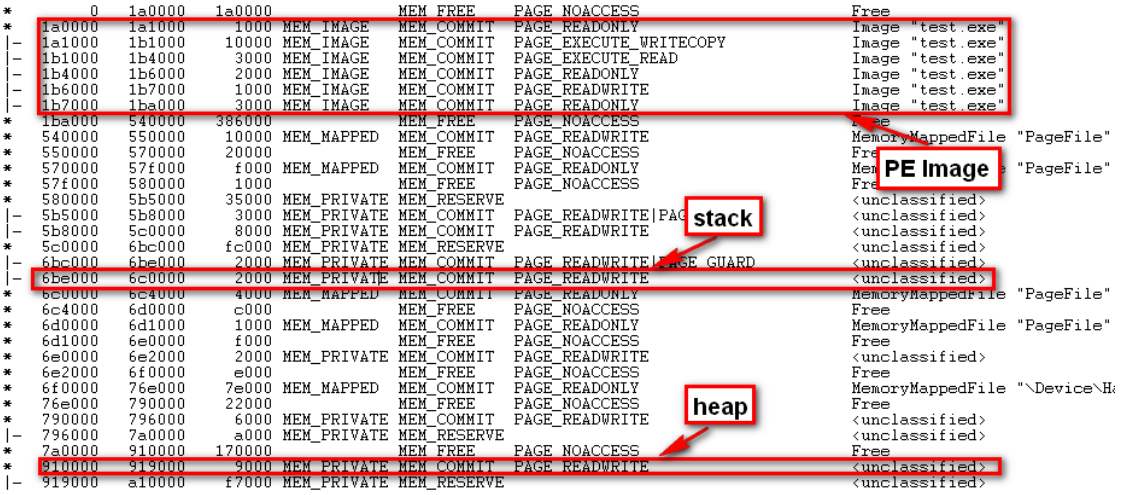 * 0 1a0000 1a0000 MEM_FREE PAGE_NOACCESS Free
* 1a0000 1a1000 1000 MEM_IMAGE MEM_COMMIT PAGE_READONLY Image "test.exe"
|- 1a1000 1b1000 10000 MEM_IMAGE MEM_COMMIT PAGE_EXECUTE_WRITECOPY Image "test.exe"
|- 1b1000 1b4000 3000 MEM_IMAGE MEM_COMMIT PAGE_EXECUTE_READ Image "test.exe"
|- 1b4000 1b6000 2000 MEM_IMAGE MEM_COMMIT PAGE_READONLY Image "test.exe"
|- 1b6000 1b7000 1000 MEM_IMAGE MEM_COMMIT PAGE_READWRITE Image "test.exe"
|- 1b7000 1ba000 3000 MEM_IMAGE MEM_COMMIT PAGE_READONLY Image "test.exe"
* 1ba000 540000 386000 MEM_FREE PAGE_NOACCESS Free
* 540000 550000 10000 MEM_MAPPED MEM_COMMIT PAGE_READWRITE MemoryMappedFile "PageFile"
* 550000 570000 20000 MEM_FREE PAGE_NOACCESS
PE Image
* 570000 57f000 f000 MEM_MAPPED MEM_COMMIT PAGE_READONLY "PageFile"
* 57f000 580000 1000 MEM_FREE PAGE_NOACCESS
* 580000 5b5000 35000 MEM_PRIVATE MEM_RESERVE <unclassified>
|- 5b5000 5b8000 3000 MEM_PRIVATE MEM_COMMIT PAGE_READWRITE| <unclassified>
stack
|- 5b8000 5c0000 8000 MEM_PRIVATE MEM_COMMIT PAGE_READWRITE <unclassified>
* 5c0000 6bc000 fc000 MEM_PRIVATE MEM_RESERVE <unclassified>
|- 6bc000 6be000 2000 MEM_PRIVATE MEM_COMMIT PAGE_READWRITE|PAGE_GUARD <unclassified>
|- 6be000 6c0000 2000 MEM_PRIVATE MEM_COMMIT PAGE_READWRITE <unclassified>
* 6c0000 6c4000 4000 MEM_MAPPED MEM_COMMIT PAGE_READONLY MemoryMappedFile "PageFile"
* 6c4000 6d0000 c000 MEM_FREE PAGE_NOACCESS Free
* 6d0000 6d1000 1000 MEM_MAPPED MEM_COMMIT PAGE_READONLY MemoryMappedFile "PageFile"
* 6d1000 6e0000 f000 MEM_FREE PAGE_NOACCESS Free
* 6e0000 6e2000 2000 MEM_PRIVATE MEM_COMMIT PAGE_READWRITE <unclassified>
* 6e2000 6f0000 e000 MEM_FREE PAGE_NOACCESS Free
* 6f0000 76e000 7e000 MEM_MAPPED MEM_COMMIT PAGE_READONLY MemoryMappedFile "\Device\Ha
* 76e000 790000 22000 MEM_FREE PAGE_NOACCESS Free
heap
* 790000 796000 6000 MEM_PRIVATE MEM_COMMIT PAGE_READWRITE <unclassified>
|- 796000 7a0000 a000 MEM_PRIVATE MEM_RESERVE <unclassified>
* 7a0000 910000 170000 MEM_FREE PAGE_NOACCESS Free
* 910000 919000 9000 MEM_PRIVATE MEM_COMMIT PAGE_READWRITE <unclassified>
|- 919000 a10000 f7000 MEM_PRIVATE MEM_RESERVE <unclassified>